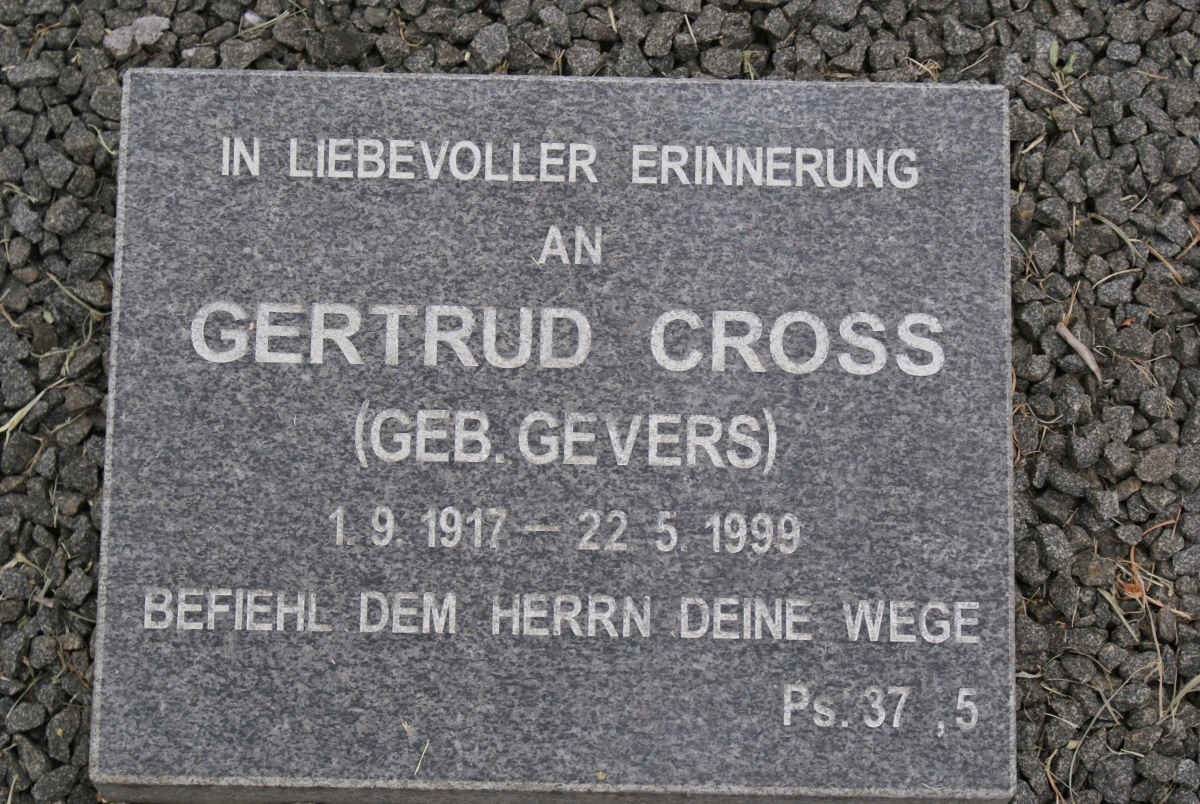 IN LIEBEVOLLER ERINNERUNG
AN
GERTRUD CROSS
(GEB. GEVERS)
1. 9. 1917 — 22. 5. 1999
BEFIEHL DEM HERRN DEINE WEGE
Ps. 37 ,5